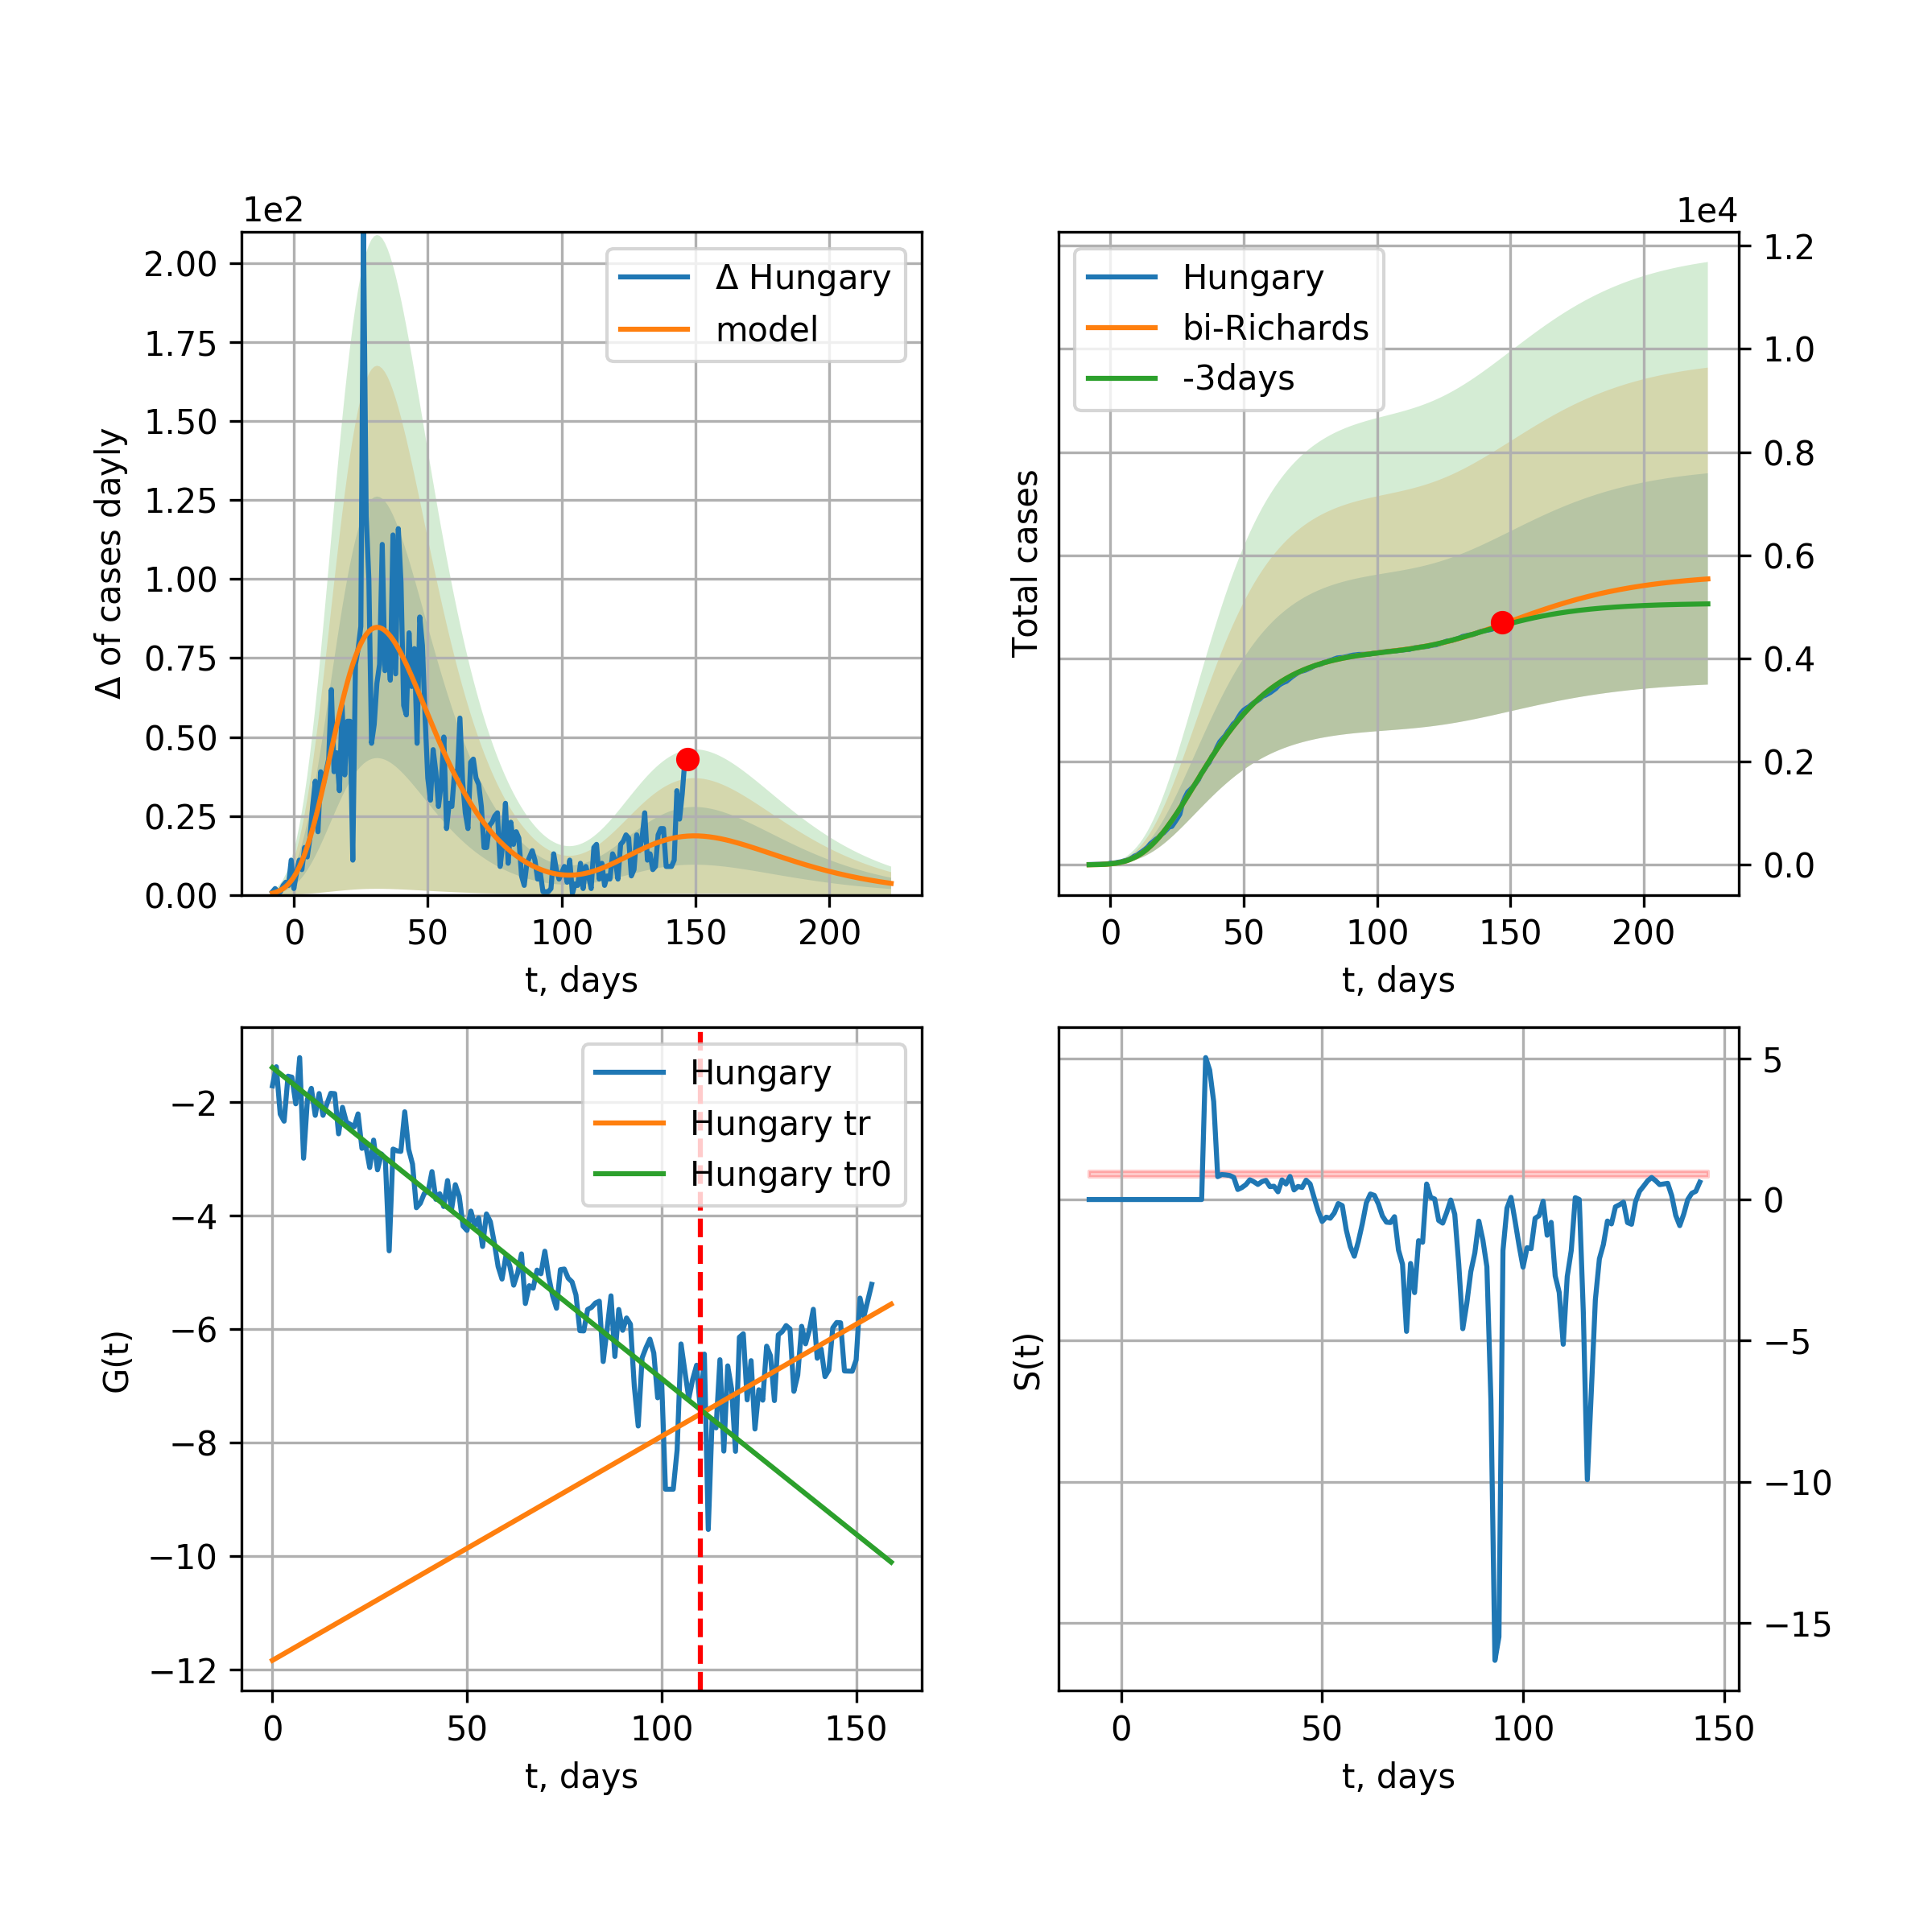 1e2
Δ of cases dayly
2.00
1.75
1.50
1.25
1.00
0.75
0.50
0.25
0.00
Δ Hungary
model
0 50 100 150 200
t, days
1e4
Total cases
Hungary
bi-Richards
-3days
1.2
1.0
0.8
0.6
0.4
0.2
0.0
0 50 100 150 200
t, days
G(t)
−2
−4
−6
−8
−10
−12
Hungary
Hungary tr
Hungary tr0
0 50 100 150
t, days
S(t)
5
0
−5
−10
−15
0 50 100 150
t, days